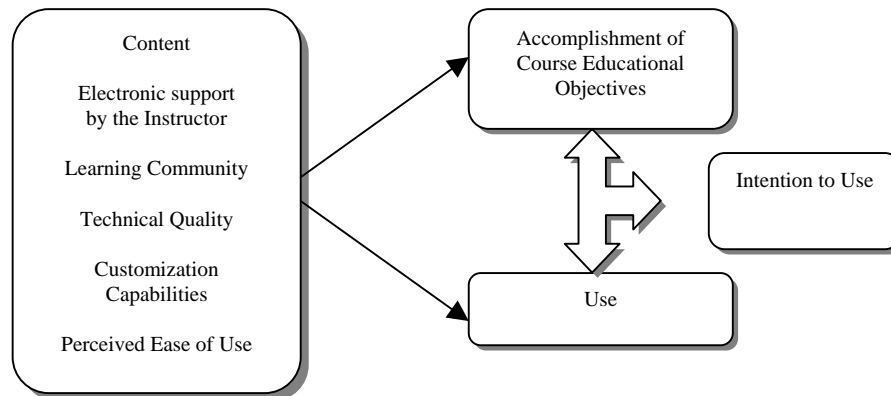 Content
Electronic support
by the Instructor
Learning Community
Technical Quality
Customization
Capabilities
Perceived Ease of Use
Accomplishment of
Course Educational
Objectives
Intention to Use
Use